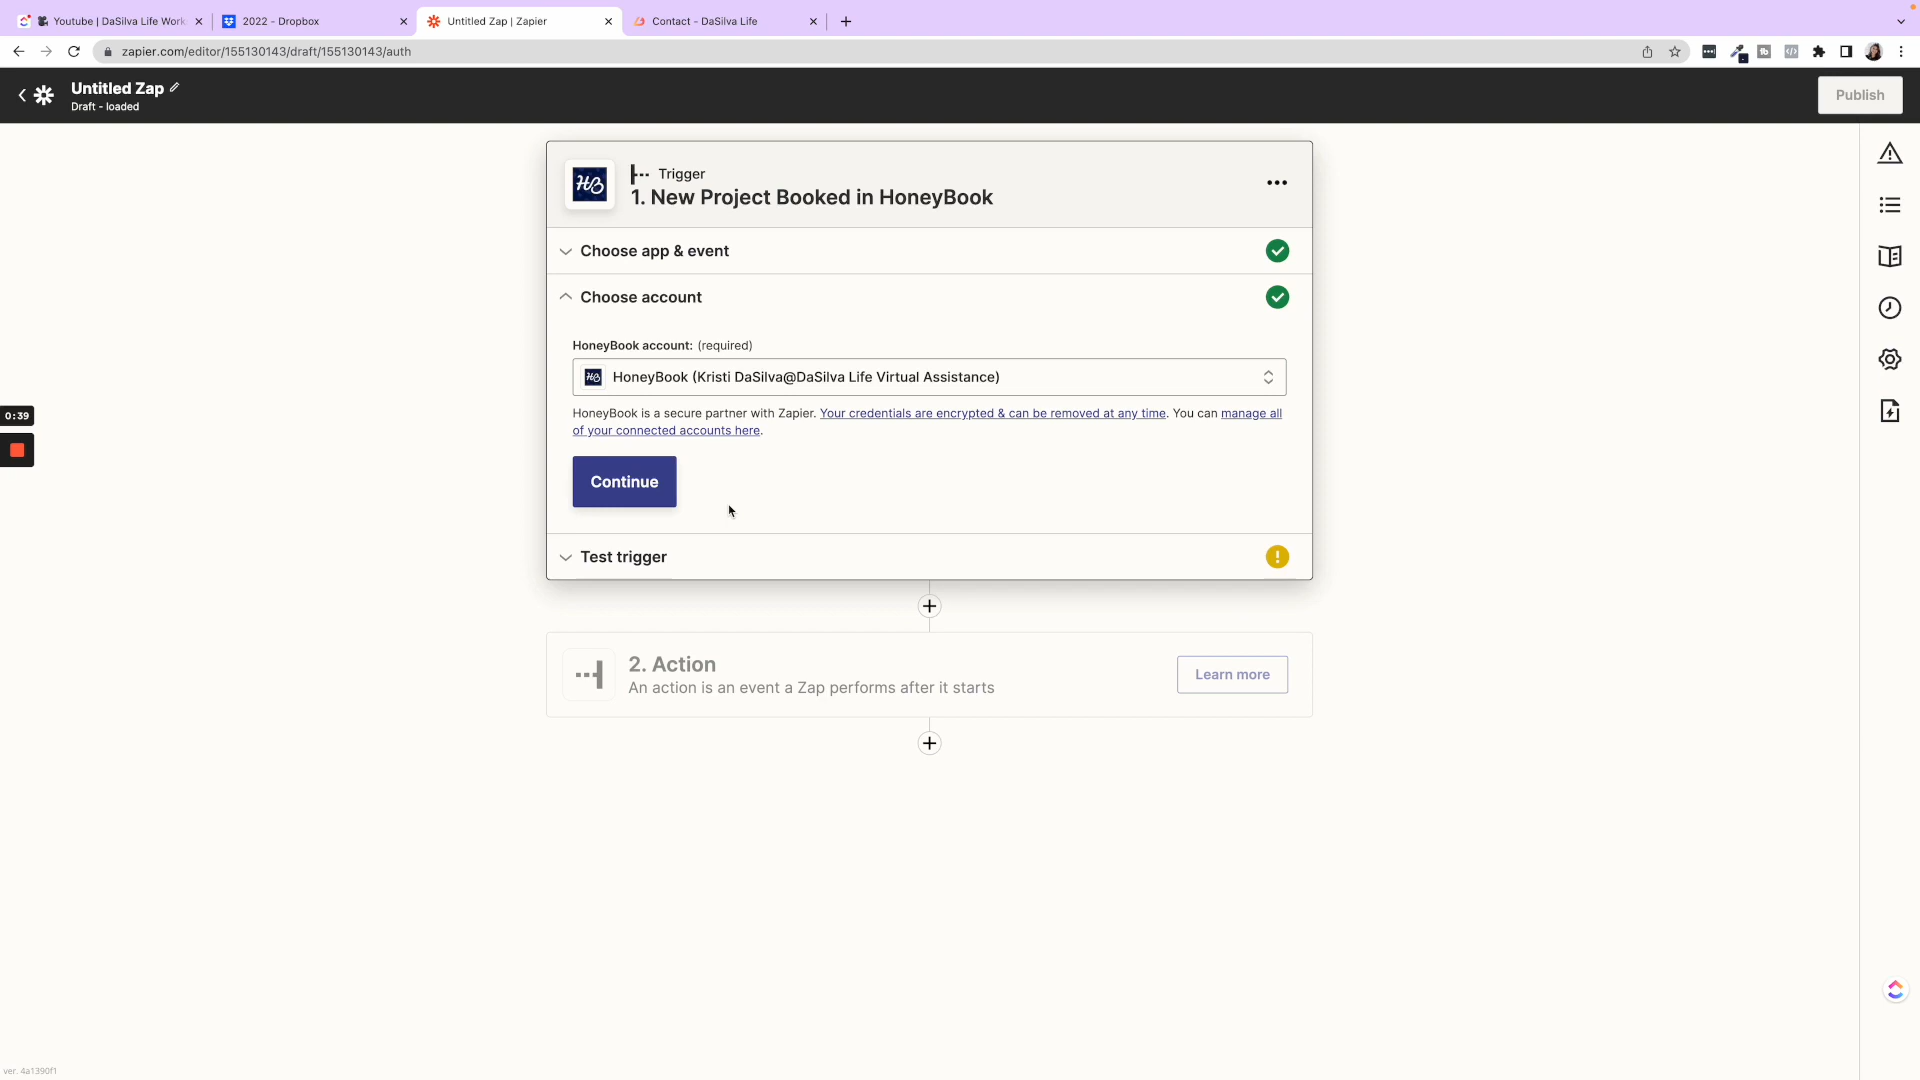 Youtube | DaSilva Life Work
2022 - Dropbox
Untitled Zap | Zapier
Contact - DaSilva Life
zapier.com/editor/155130143/draft/155130143/auth
Untitled Zap
Draft - loaded
Publish
Trigger
1. New Project Booked in HoneyBook
Choose app & event
Choose account
HoneyBook account: (required)
HoneyBook (Kristi DaSilva@DaSilva Life Virtual Assistance)
HoneyBook is a secure partner with Zapier. Your credentials are encrypted & can be removed at any time. You can manage all
of your connected accounts here.
0:39
Continue
Test trigger
2. Action
An action is an event a Zap performs after it starts
Learn more
ver. 4a1390f1